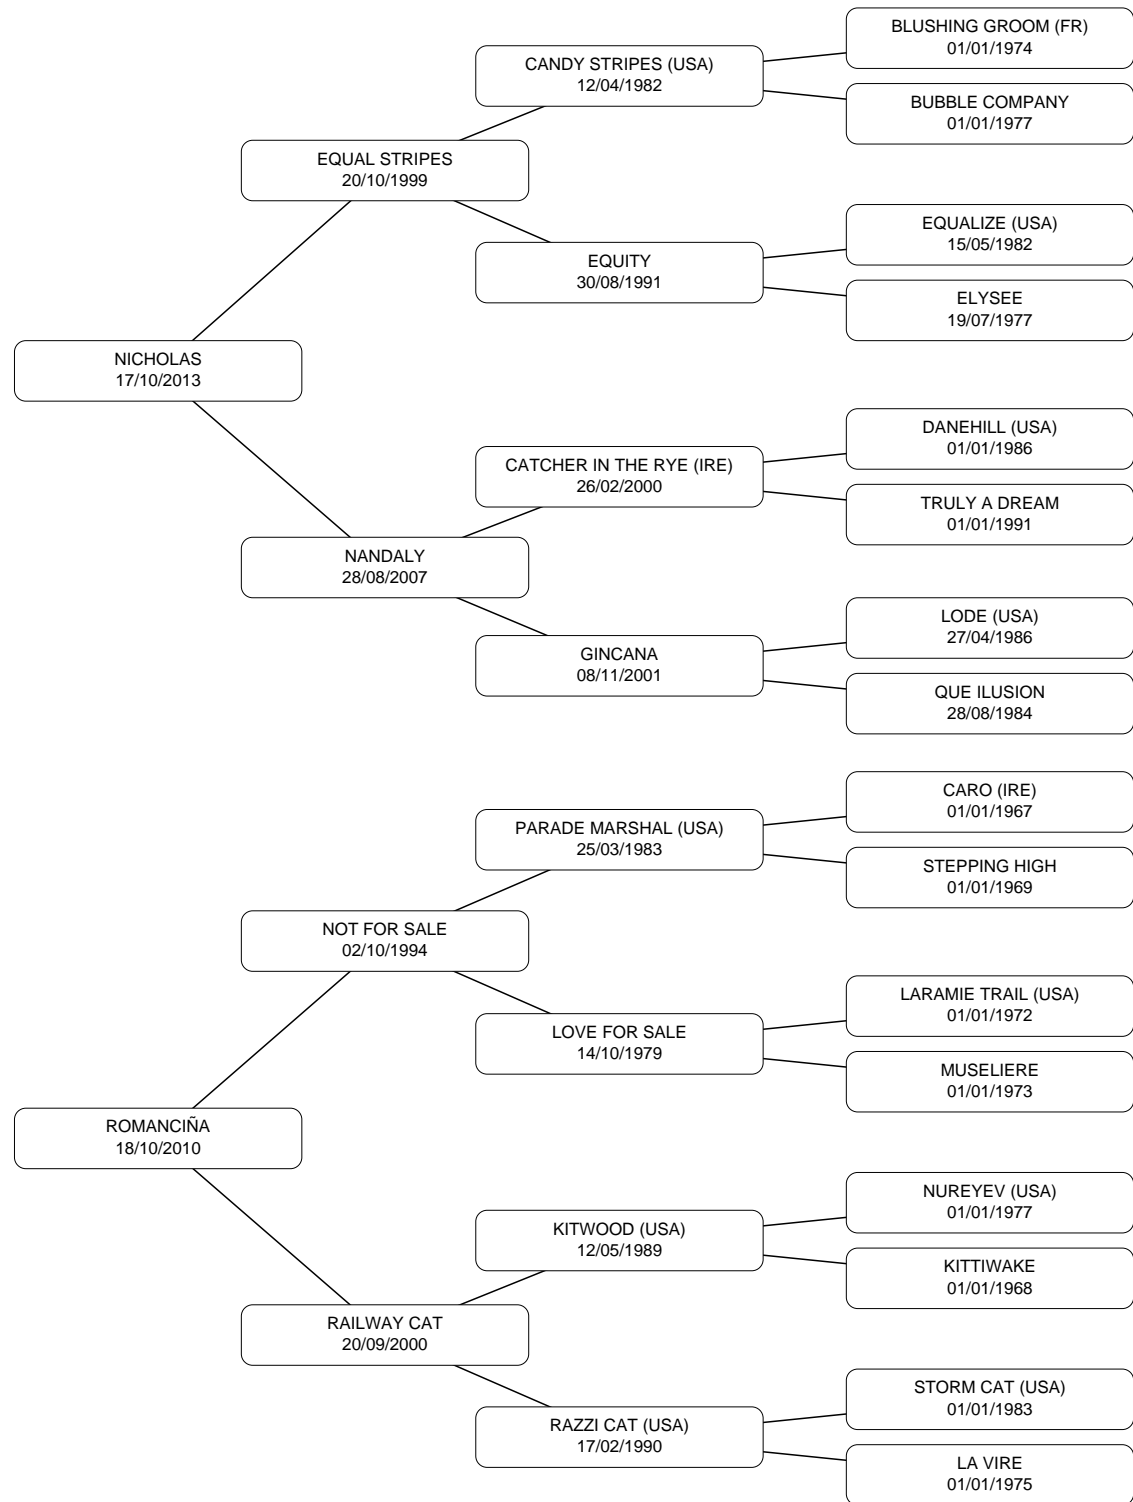 BLUSHING GROOM (FR)
01/01/1974
CANDY STRIPES (USA)
12/04/1982
BUBBLE COMPANY
01/01/1977
EQUAL STRIPES
20/10/1999
EQUALIZE (USA)
15/05/1982
EQUITY
30/08/1991
ELYSEE
19/07/1977
NICHOLAS
17/10/2013
DANEHILL (USA)
01/01/1986
CATCHER IN THE RYE (IRE)
26/02/2000
TRULY A DREAM
01/01/1991
NANDALY
28/08/2007
LODE (USA)
27/04/1986
GINCANA
08/11/2001
QUE ILUSION
28/08/1984
CARO (IRE)
01/01/1967
PARADE MARSHAL (USA)
25/03/1983
STEPPING HIGH
01/01/1969
NOT FOR SALE
02/10/1994
LARAMIE TRAIL (USA)
01/01/1972
LOVE FOR SALE
14/10/1979
MUSELIERE
01/01/1973
ROMANCIÑA
18/10/2010
NUREYEV (USA)
01/01/1977
KITWOOD (USA)
12/05/1989
KITTIWAKE
01/01/1968
RAILWAY CAT
20/09/2000
STORM CAT (USA)
01/01/1983
RAZZI CAT (USA)
17/02/1990
LA VIRE
01/01/1975